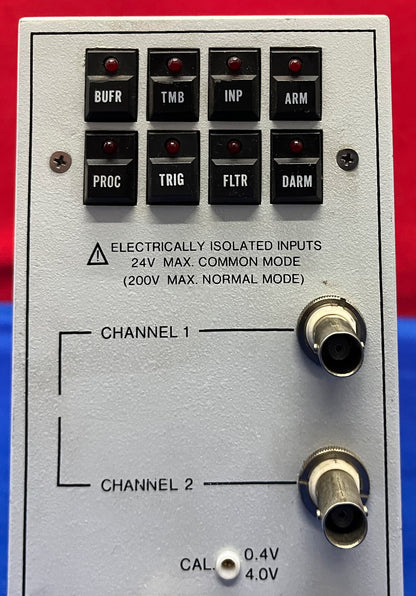 BUFR TMB INP ARM
PROC TRIG FLTR DARM
ELECTRICALLY ISOLATED INPUTS
24V MAX. COMMON MODE
(200V MAX. NORMAL MODE)
CHANNEL 1
CHANNEL 2
CAL. 0.4V
4.0V